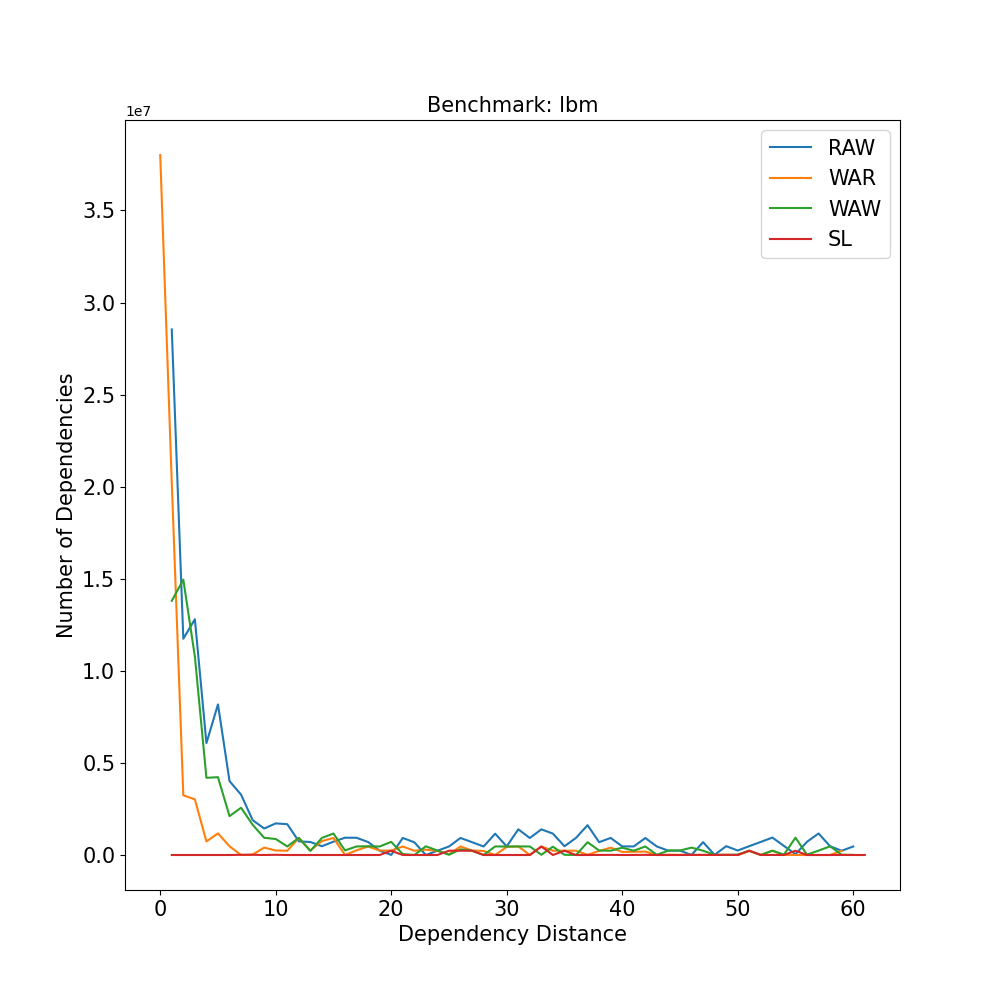 Benchmark: lbm
1e7
RAW
WAR
WAW
SL
3.5
3.0
2.5
2.0
1.5
1.0
0.5
0.0
Number of Dependencies
0 10 20 30 40 50 60
Dependency Distance